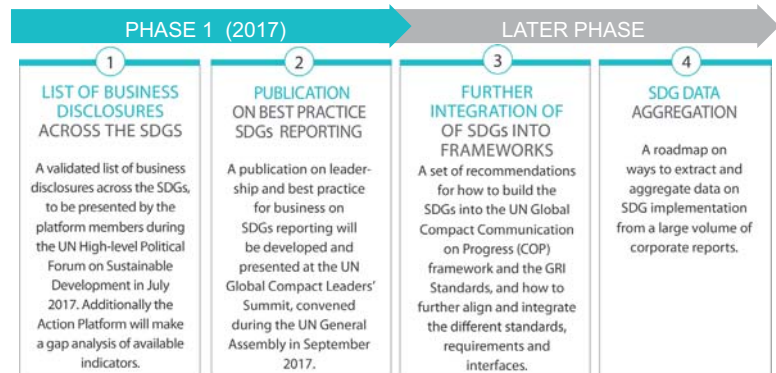 PHASE 1 (2017)
LATER PHASE
1
LIST OF BUSINESS
DISCLOSURES
ACROSS THE SDGS
A validated list of business
disclosures across the SDGs,
to be presented by the
platform members during
the UN High-level Political
Forum on Sustainable
Development in July
2017. Additionally the
Action Platform will make
a gap analysis of available
indicators.
2
PUBLICATION
ON BEST PRACTICE
SDGs REPORTING
A publication on leader-
ship and best practice
for business on
SDGs reporting will
be developed and
presented at the UN
Global Compact Leaders'
Summit, convened
during the UN General
Assembly in September
2017.
3
FURTHER
INTEGRATION OF
OF SDGs INTO
FRAMEWORKS
A set of recommendations
for how to build the
SDGs into the UN Global
Compact Communication
on Progress (COP)
framework and the GRI
Standards, and how to
further align and integrate
the different standards,
requirements and
interfaces.
4
SDG DATA
AGGREGATION
A roadmap on
ways to extract and
aggregate data on
SDG implementation
from a large volume of
corporate reports.